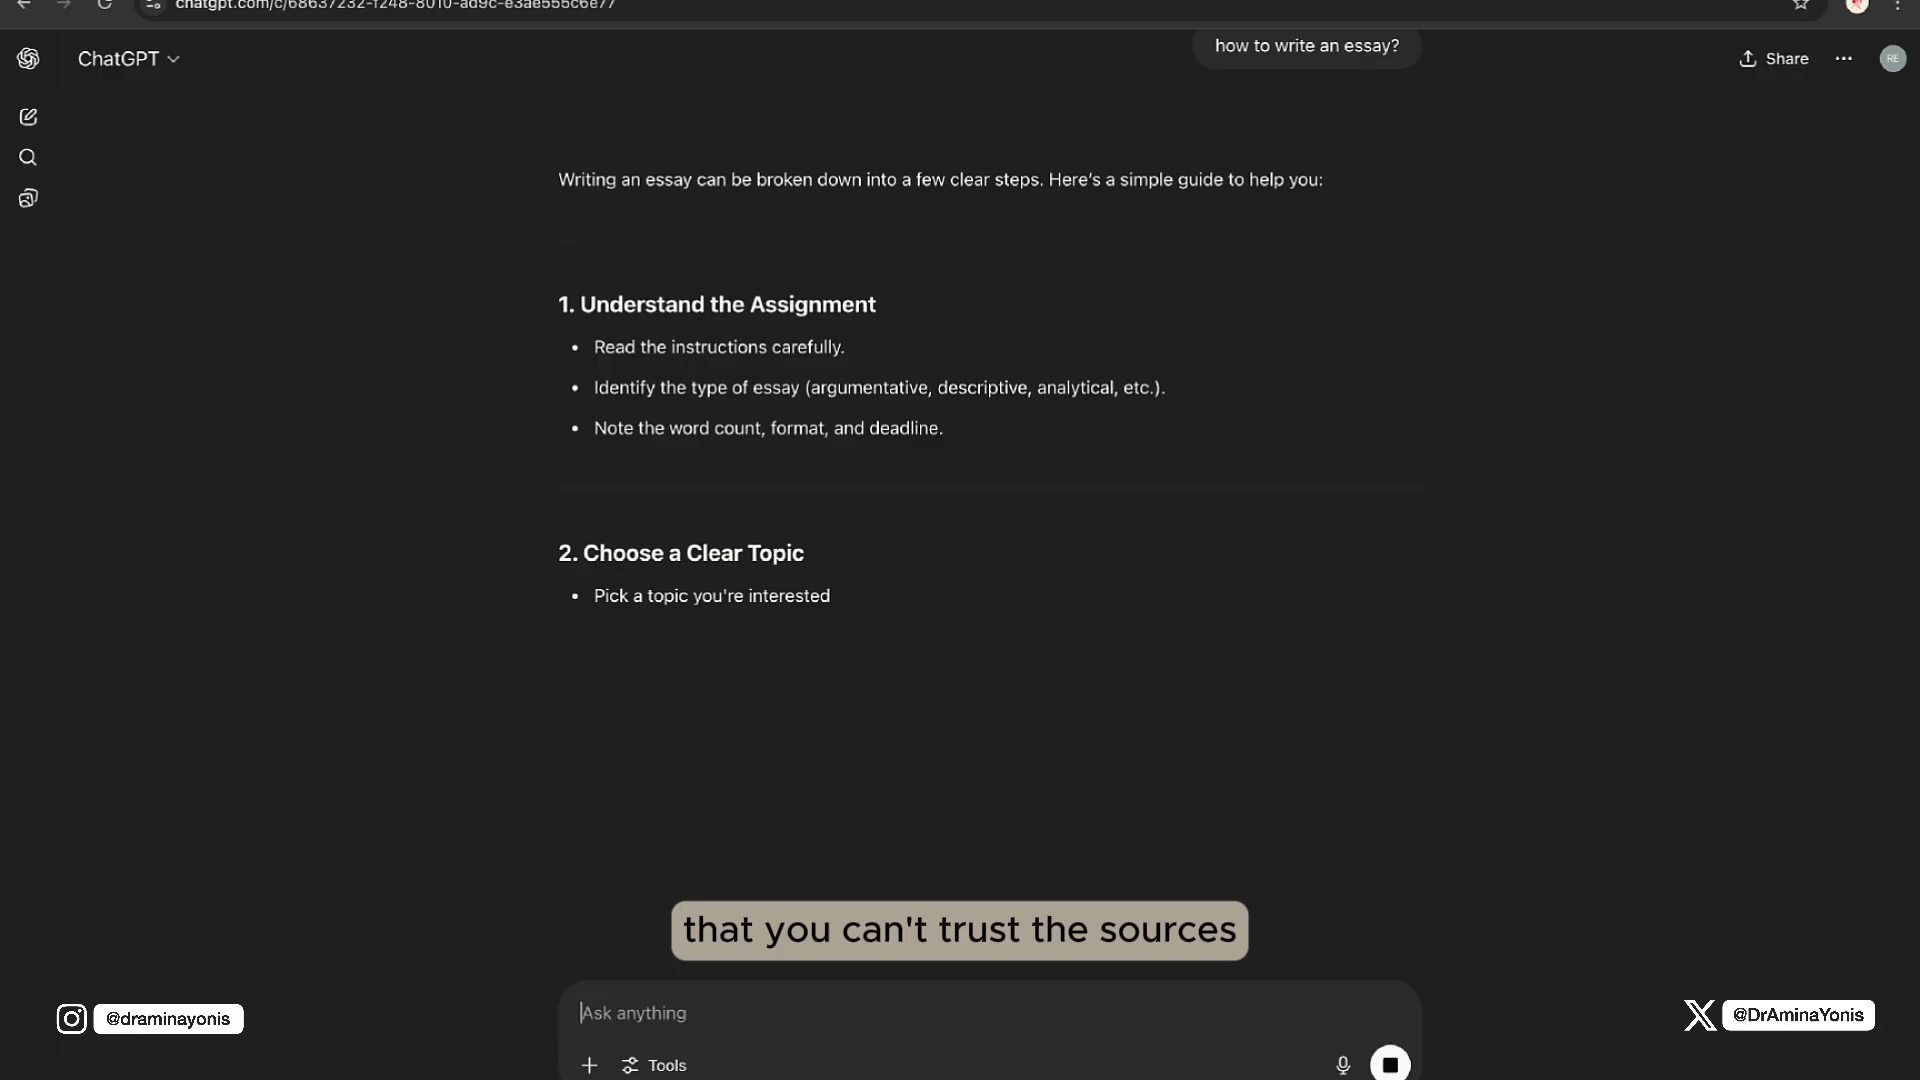 how to write an essay?
ChatGPT
Share
RE
Writing an essay can be broken down into a few clear steps. Here's a simple guide to help you:
1. Understand the Assignment
• Read the instructions carefully.
• Identify the type of essay (argumentative, descriptive, analytical, etc.).
• Note the word count, format, and deadline.
2. Choose a Clear Topic
• Pick a topic you're interested
that you can't trust the sources
Ask anything
@draminayonis
@DrAminaYonis
Tools